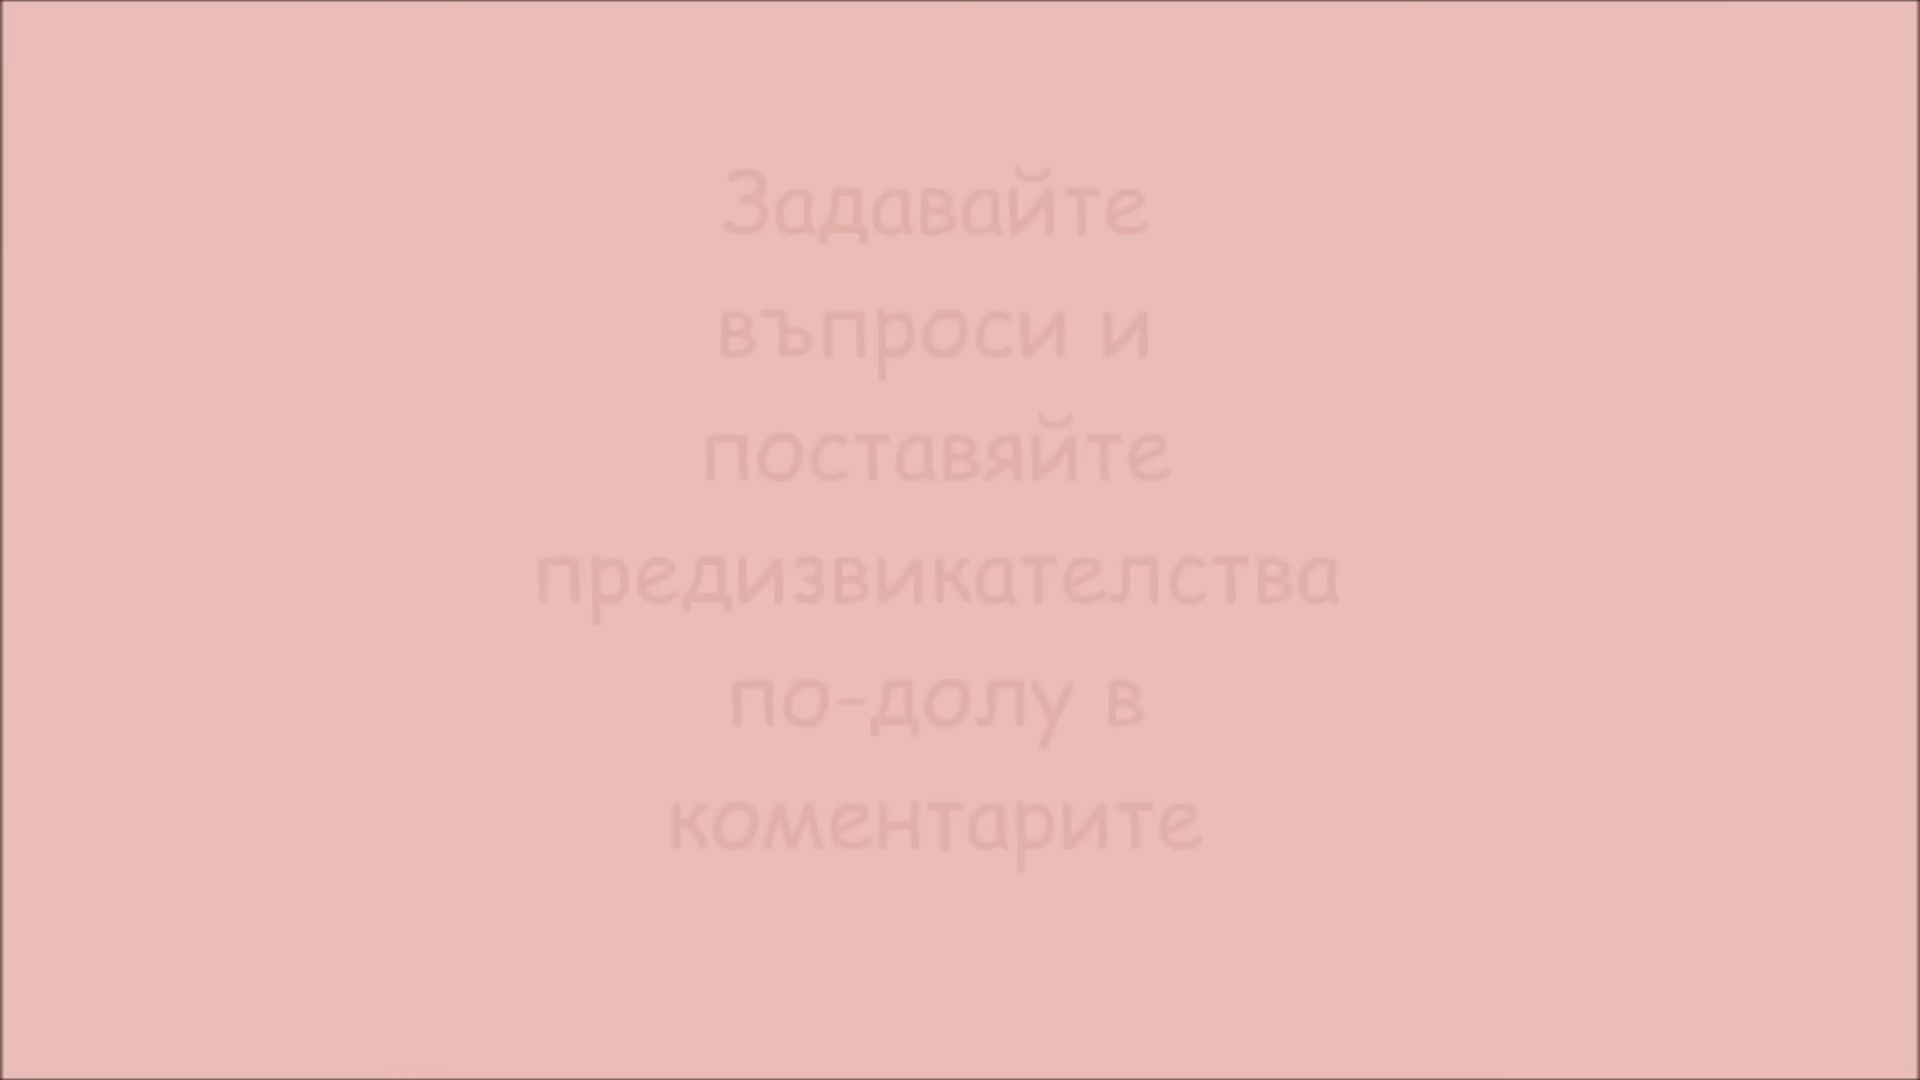 Задавайте
въпроси и
поставяйте
предизвикателства
по-долу в
коментарите